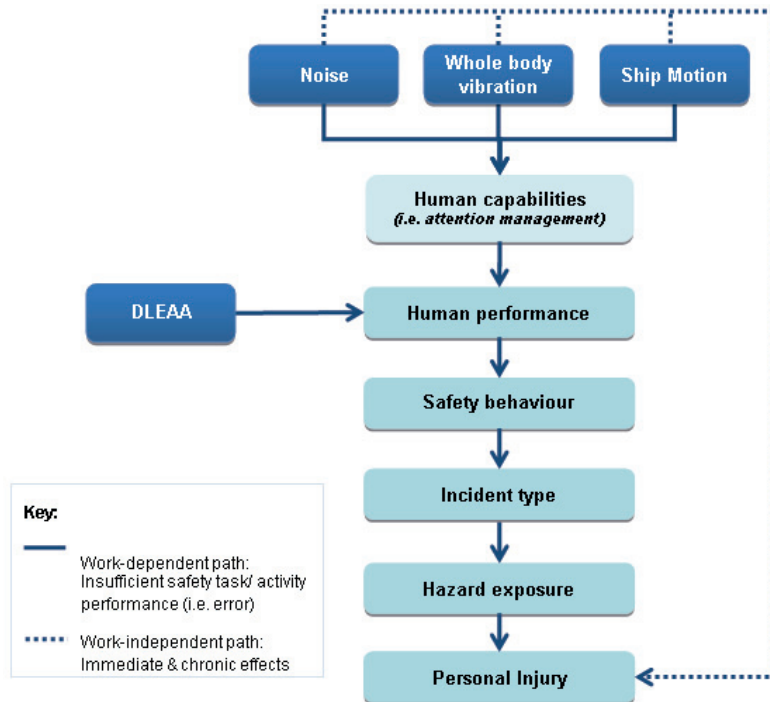 Noise
Whole body
vibration
Ship Motion
Human capabilities
(i.e. attention management)
DLEAA
Human performance
Safety behaviour
Incident type
Hazard exposure
Personal Injury
Key:
Work-dependent path:
Insufficient safety task/ activity
performance (i.e. error)
Work-independent path:
Immediate & chronic effects